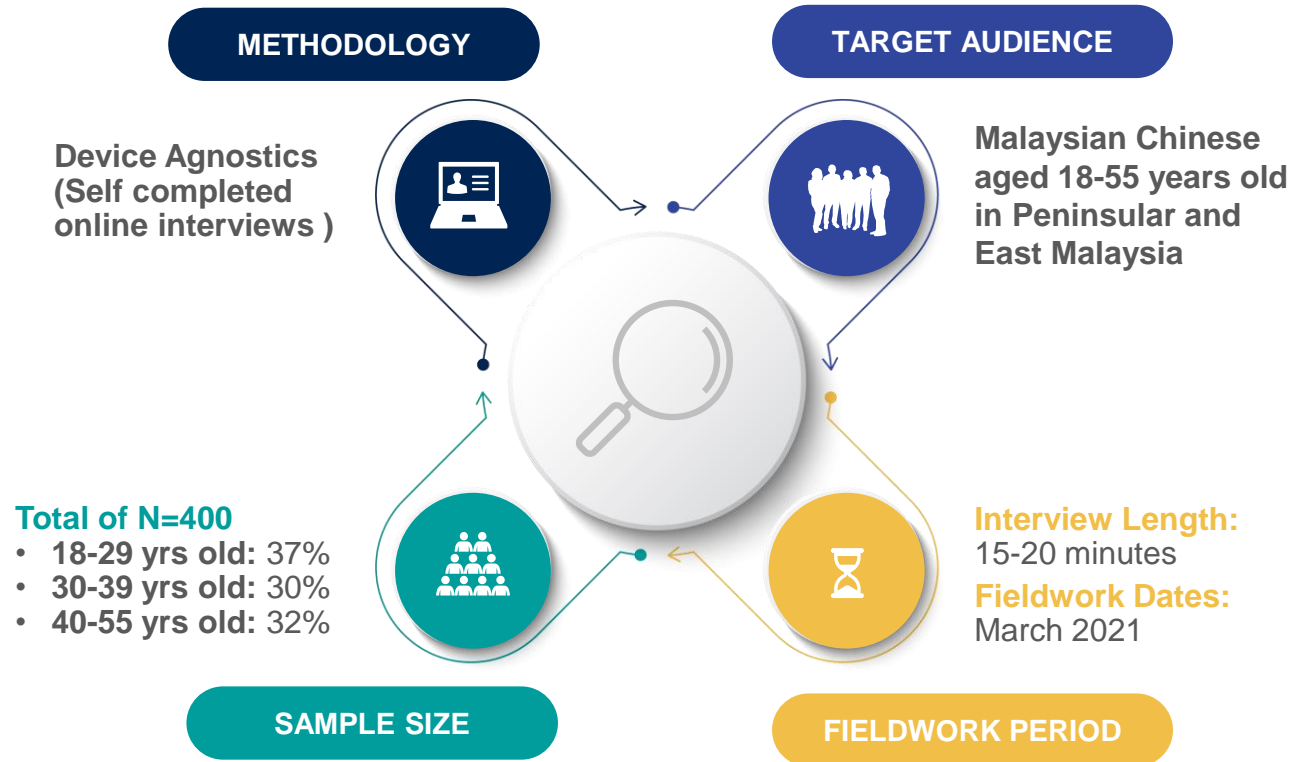 METHODOLOGY
Device Agnostics
(Self completed
online interviews )
TARGET AUDIENCE
Malaysian Chinese
aged 18-55 years old
in Peninsular and
East Malaysia
Total of N=400
• 18-29 yrs old: 37%
• 30-39 yrs old: 30%
• 40-55 yrs old: 32%
SAMPLE SIZE
Interview Length:
15-20 minutes
Fieldwork Dates:
March 2021
FIELDWORK PERIOD